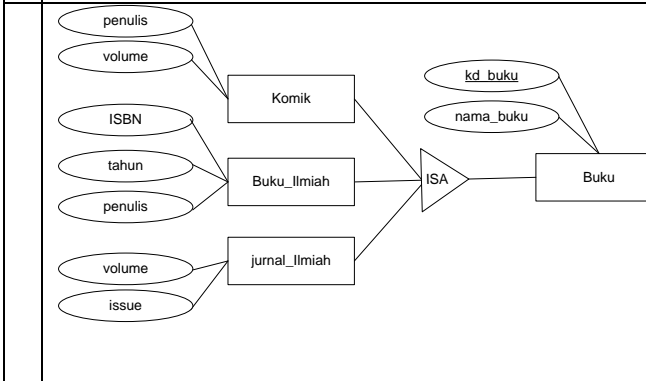 penulis
volume
Komik
kd_buku
nama_buku
ISBN
tahun
penulis
Buku_Ilmiah
ISA
Buku
jurnal_Ilmiah
volume
issue